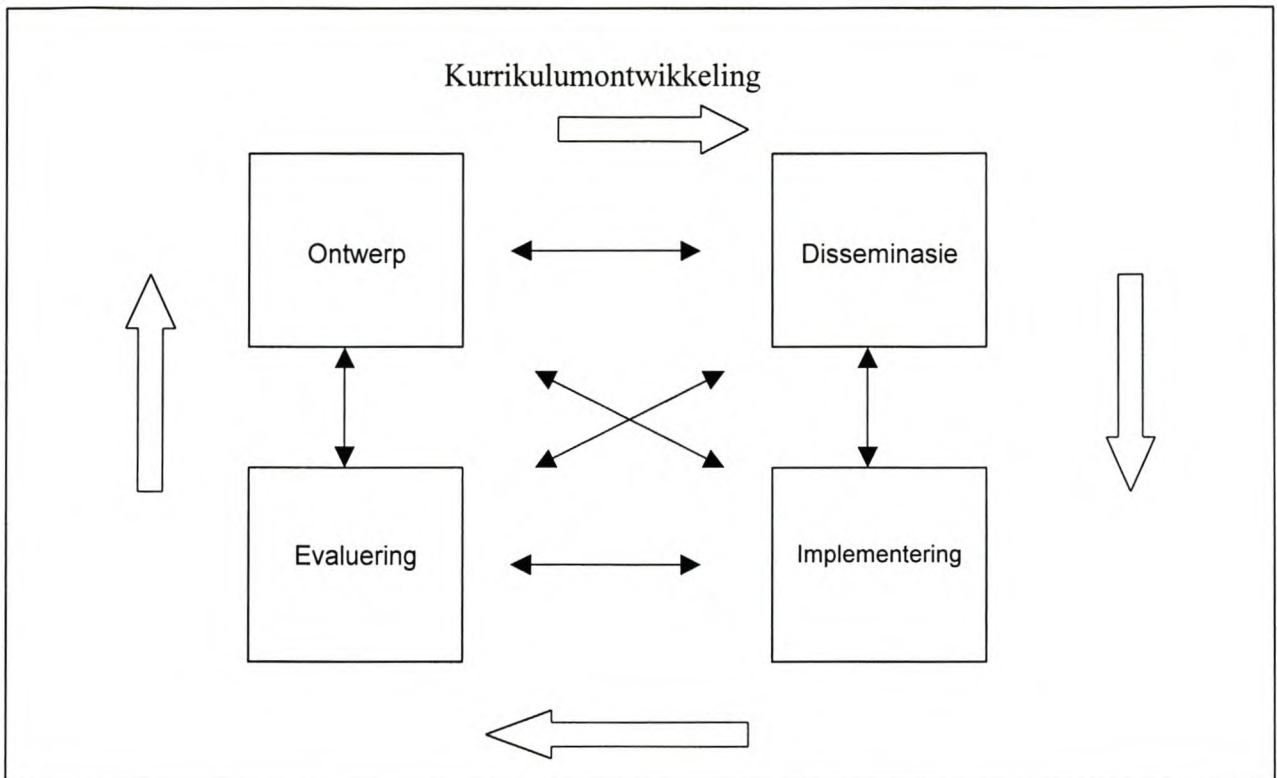 Kurrikulumontwikkeling
Ontwerp
Disseminasie
Evaluering
Implementering